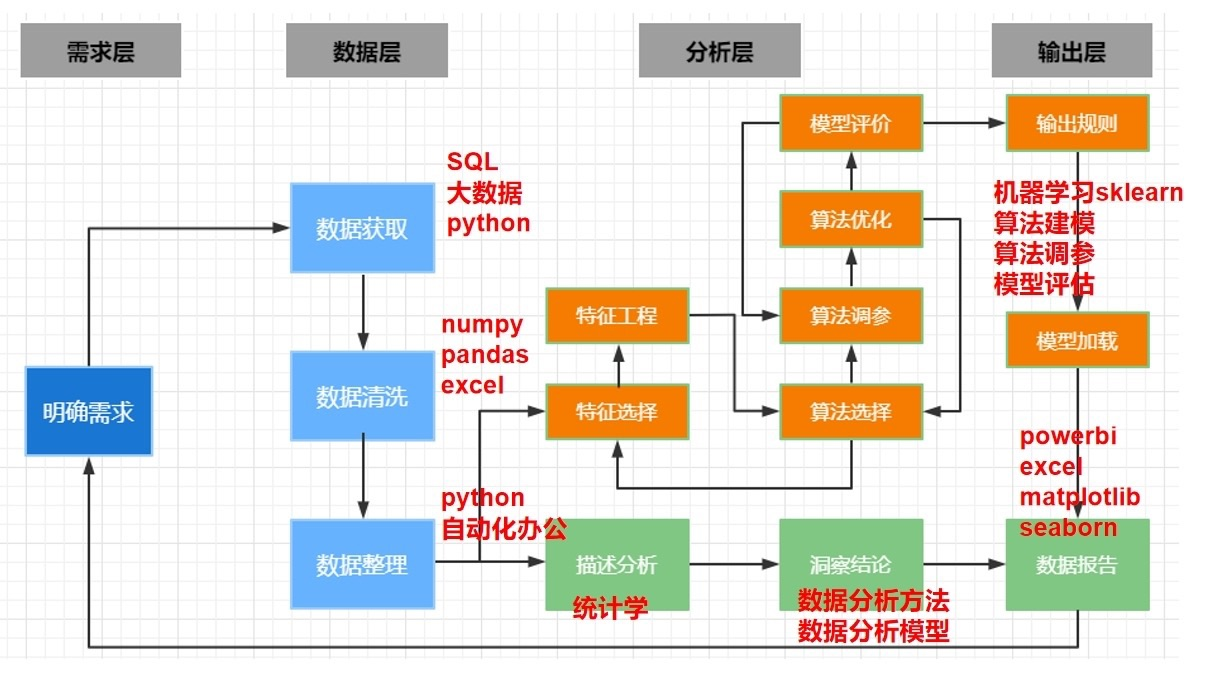 需求层
数据层
分析层
输出层
模型评价
输出规则
SQL
大数据
python
数据获取
算法优化
机器学习sklearn
算法建模
算法调参
模型评估
特征工程
算法调参
模型加载
numpy
pandas
excel
数据清洗
明确需求
特征选择
算法选择
powerbi
excel
matplotlib
seaborn
python
自动化办公
数据整理
描述分析
洞察结论
数据报告
统计学
数据分析方法
数据分析模型